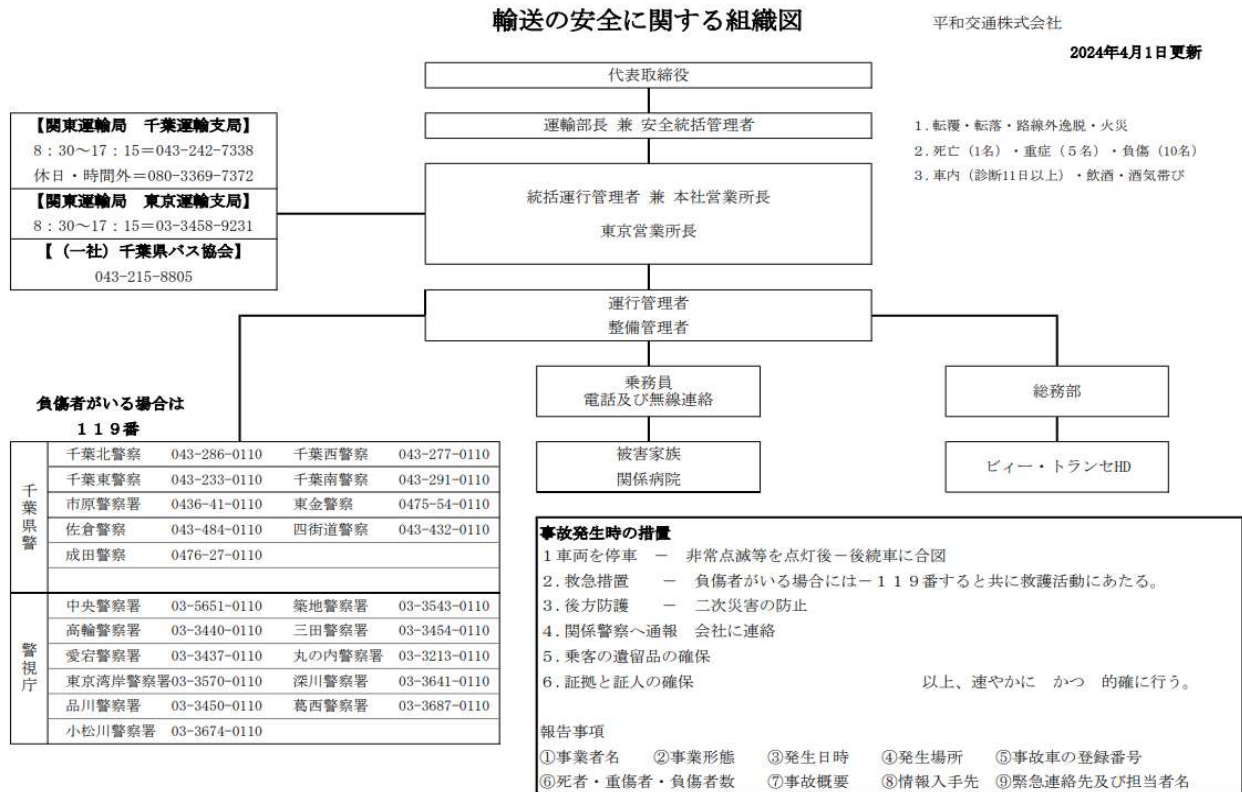 輸送の安全に関する組織図
平和交通株式会社
2024年4月1日更新
代表取締役
運輸部長 兼 安全統括管理者
統括運行管理者 兼 本社営業所長
東京営業所長
【関東運輸局 千葉運輸支局】
8：30～17：15＝043-242-7338
休日・時間外＝080-3369-7372
【関東運輸局 東京運輸支局】
8：30～17：15＝03-3458-9231
【（一社）千葉県バス協会】
043-215-8805
1.転覆・転落・路線外逸脱・火災
2.死亡（1名）・重症（５名）・負傷（10名）
3.車内（診断11日以上）・飲酒・酒気帯び
運行管理者
整備管理者
乗務員
電話及び無線連絡
被害家族
関係病院
総務部
ビィー・トランセHD
負傷者がいる場合は
１１９番
千葉県警
千葉北警察 043-286-0110 千葉西警察 043-277-0110
千葉東警察 043-233-0110 千葉南警察 043-291-0110
市原警察署 0436-41-0110 東金警察 0475-54-0110
佐倉警察 043-484-0110 四街道警察 043-432-0110
成田警察 0476-27-0110
警視庁
中央警察署 03-5651-0110 築地警察署 03-3543-0110
高輪警察署 03-3440-0110 三田警察署 03-3454-0110
愛宕警察署 03-3437-0110 丸の内警察署 03-3213-0110
東京湾岸警察署03-3570-0110 深川警察署 03-3641-0110
品川警察署 03-3450-0110 葛西警察署 03-3687-0110
小松川警察署 03-3674-0110
事故発生時の措置
1車両を停車 － 非常点滅等を点灯後－後続車に合図
2.救急措置 － 負傷者がいる場合には－１１９番すると共に救護活動にあたる。
3.後方防護 － 二次災害の防止
4.関係警察へ通報 会社に連絡
5.乗客の遺留品の確保
6.証拠と証人の確保 以上、速やかに かつ 的確に行う。
報告事項
①事業者名 ②事業形態 ③発生日時 ④発生場所 ⑤事故車の登録番号
⑥死者・重傷者・負傷者数 ⑦事故概要 ⑧情報入手先 ⑨緊急連絡先及び担当者名